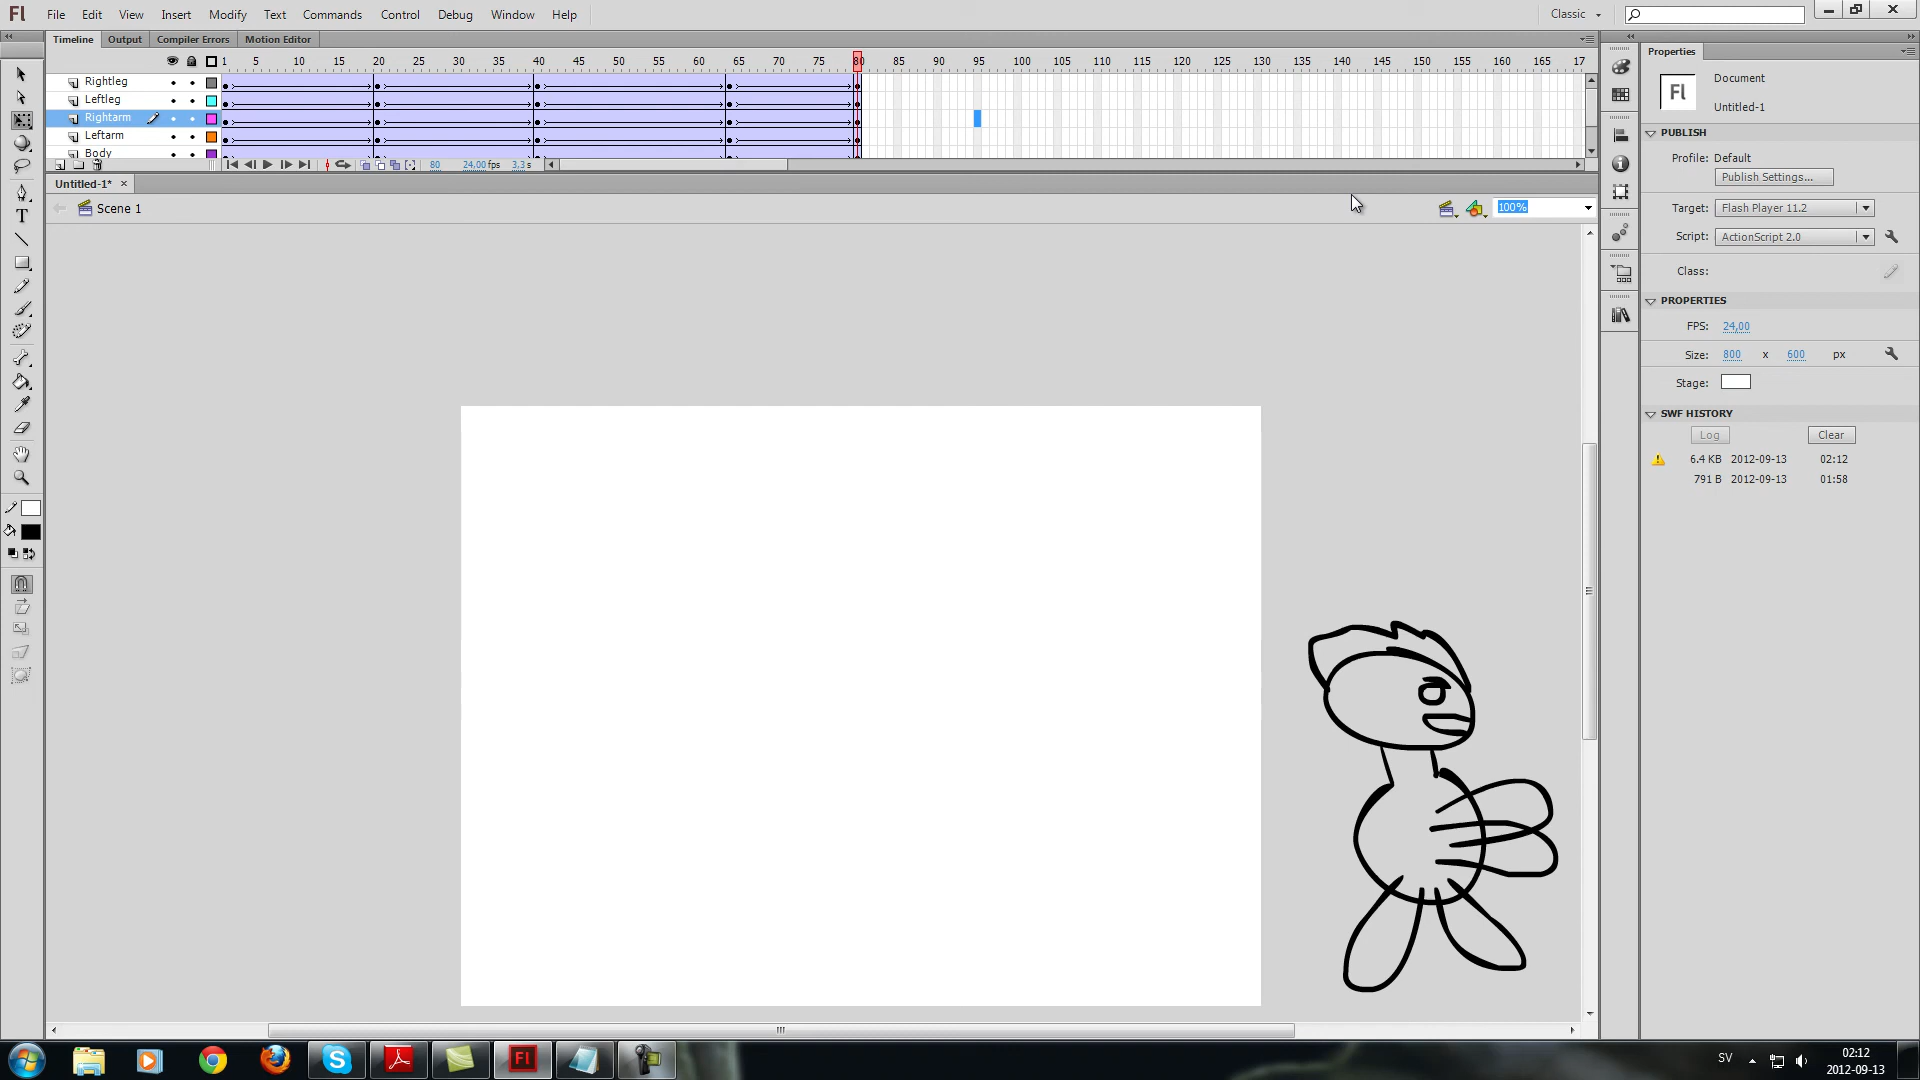 Fl File Edit View Insert Modify Text Commands Control Debug Window Help Classic
Timeline Output Compiler Errors Motion Editor
Properties
1 5 10 15 20 25 30 35 40 45 50 55 60 65 70 75 80 85 90 95 100 105 110 115 120 125 130 135 140 145 150 155 160 165 17
Rightleg
Leftleg
Rightarm
Leftarm
Body
80 24,00 fps 3,3 s
Untitled-1*
Scene 1
100%
Fl
Document
Untitled-1
PUBLISH
Profile: Default
Publish Settings...
Target: Flash Player 11.2
Script: ActionScript 2.0
Class:
PROPERTIES
FPS: 24,00
Size: 800 x 600 px
Stage:
SWF HISTORY
Log Clear
6.4 KB 2012-09-13 02:12
791 B 2012-09-13 01:58
T
Fl
SV
02:12
2012-09-13